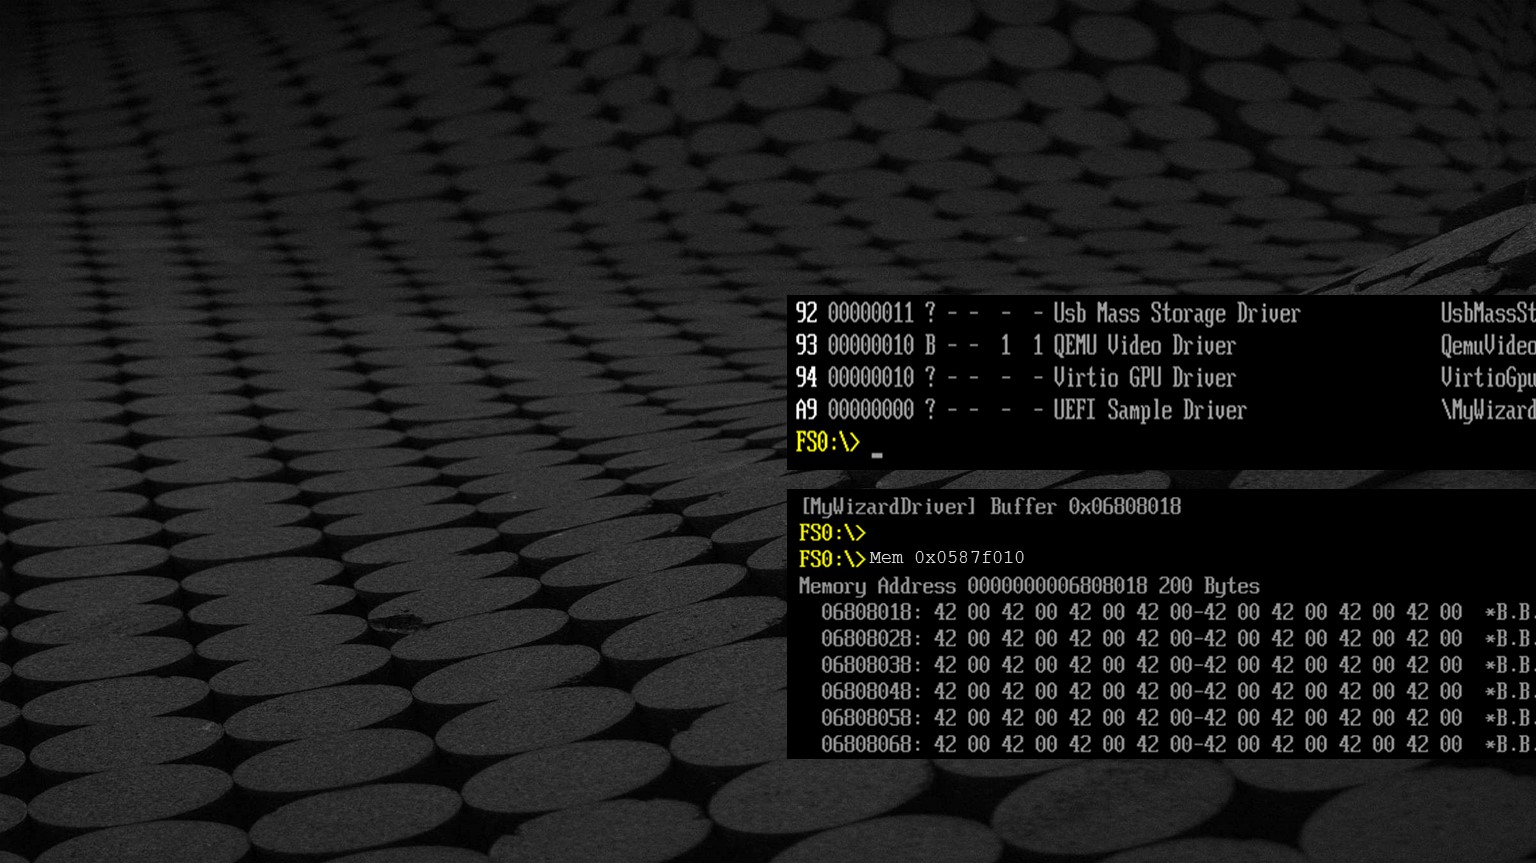 92 00000011 ? - - - - Usb Mass Storage Driver UsbMassSt
93 00000010 B - - 1 1 QEMU Video Driver QemuVideo
94 00000010 ? - - - - Virtio GPU Driver VirtioGpu
A9 00000000 ? - - - - UEFI Sample Driver \MyWizard
FS0:\> _
[MyWizardDriver] Buffer 0x06808018
FS0:\>
FS0:\> Mem 0x0587f010
Memory Address 0000000006808018 200 Bytes
06808018: 42 00 42 00 42 00 42 00-42 00 42 00 42 00 42 00 *B.B.
06808028: 42 00 42 00 42 00 42 00-42 00 42 00 42 00 42 00 *B.B.
06808038: 42 00 42 00 42 00 42 00-42 00 42 00 42 00 42 00 *B.B.
06808048: 42 00 42 00 42 00 42 00-42 00 42 00 42 00 42 00 *B.B.
06808058: 42 00 42 00 42 00 42 00-42 00 42 00 42 00 42 00 *B.B.
06808068: 42 00 42 00 42 00 42 00-42 00 42 00 42 00 42 00 *B.B.